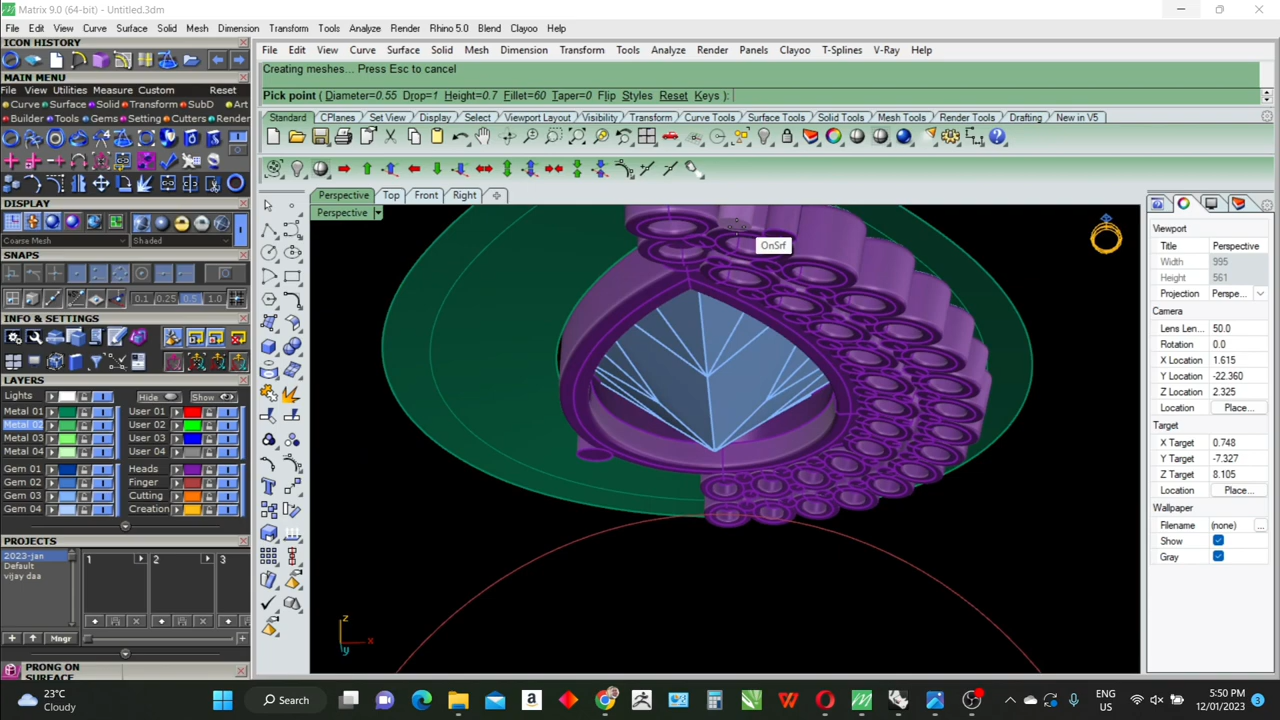 Matrix 9.0 (64-bit) - Untitled.3dm
File Edit View Curve Surface Solid Mesh Dimension Transform Tools Analyze Render Rhino 5.0 Blend Clayoo Help
ICON HISTORY
MAIN MENU
File View Utilities Measure Custom Reset
Curve Surface Solid Transform SubD Art
Builder Tools Gems Setting Cutters Render
DISPLAY
Coarse Mesh Shaded
SNAPS
0.1 0.25 0.5 1.0
INFO & SETTINGS
LAYERS
Lights Hide Show
Metal 01 User 01
Metal 02 User 02
Metal 03 User 03
Metal 04 User 04
Gem 01 Heads
Gem 02 Finger
Gem 03 Cutting
Gem 04 Creation
PROJECTS
2023-jan
Default
vijay daa
1 2 3
Mngr
PRONG ON
SURFACE
File Edit View Curve Surface Solid Mesh Dimension Transform Tools Analyze Render Panels Clayoo T-Splines V-Ray Help
Creating meshes... Press Esc to cancel
Pick point ( Diameter=0.55 Drop=1 Height=0.7 Fillet=60 Taper=0 Flip Styles Reset Keys ):
Standard CPlanes Set View Display Select Viewport Layout Visibility Transform Curve Tools Surface Tools Solid Tools Mesh Tools Render Tools Drafting New in V5
Perspective Top Front Right
Perspective
OnSrf
z
x
y
Viewport
Title Perspective
Width 995
Height 561
Projection Perspe...
Camera
Lens Len... 50.0
Rotation 0.0
X Location 1.615
Y Location -22.360
Z Location 2.325
Location Place...
Target
X Target 0.748
Y Target -7.327
Z Target 8.105
Location Place...
Wallpaper
Filename (none) ...
Show
Gray
23°C
Cloudy
Search
ENG
US
5:50 PM
12/01/2023
3